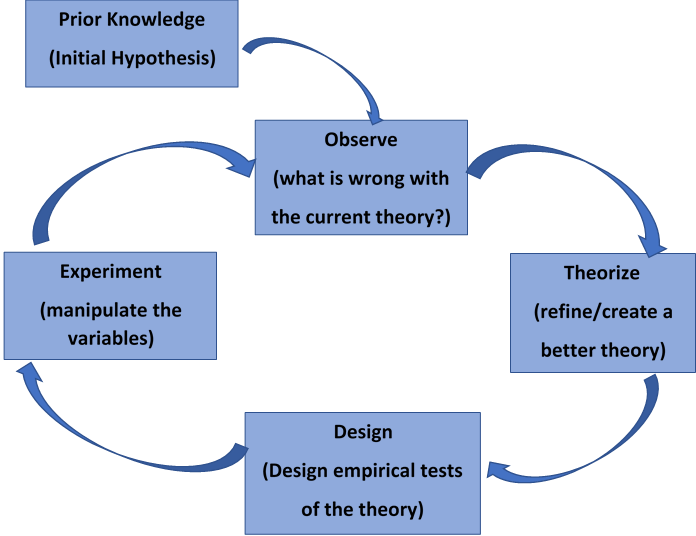 Prior Knowledge
(Initial Hypothesis)
Observe
(what is wrong with
the current theory?)
Theorize
(refine/create a
better theory)
Design
(Design empirical tests
of the theory)
Experiment
(manipulate the
variables)